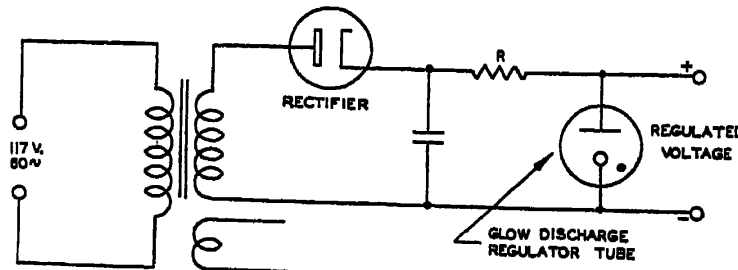 117 V.
60~
RECTIFIER
R
+
REGULATED
VOLTAGE
-
GLOW DISCHARGE
REGULATOR TUBE